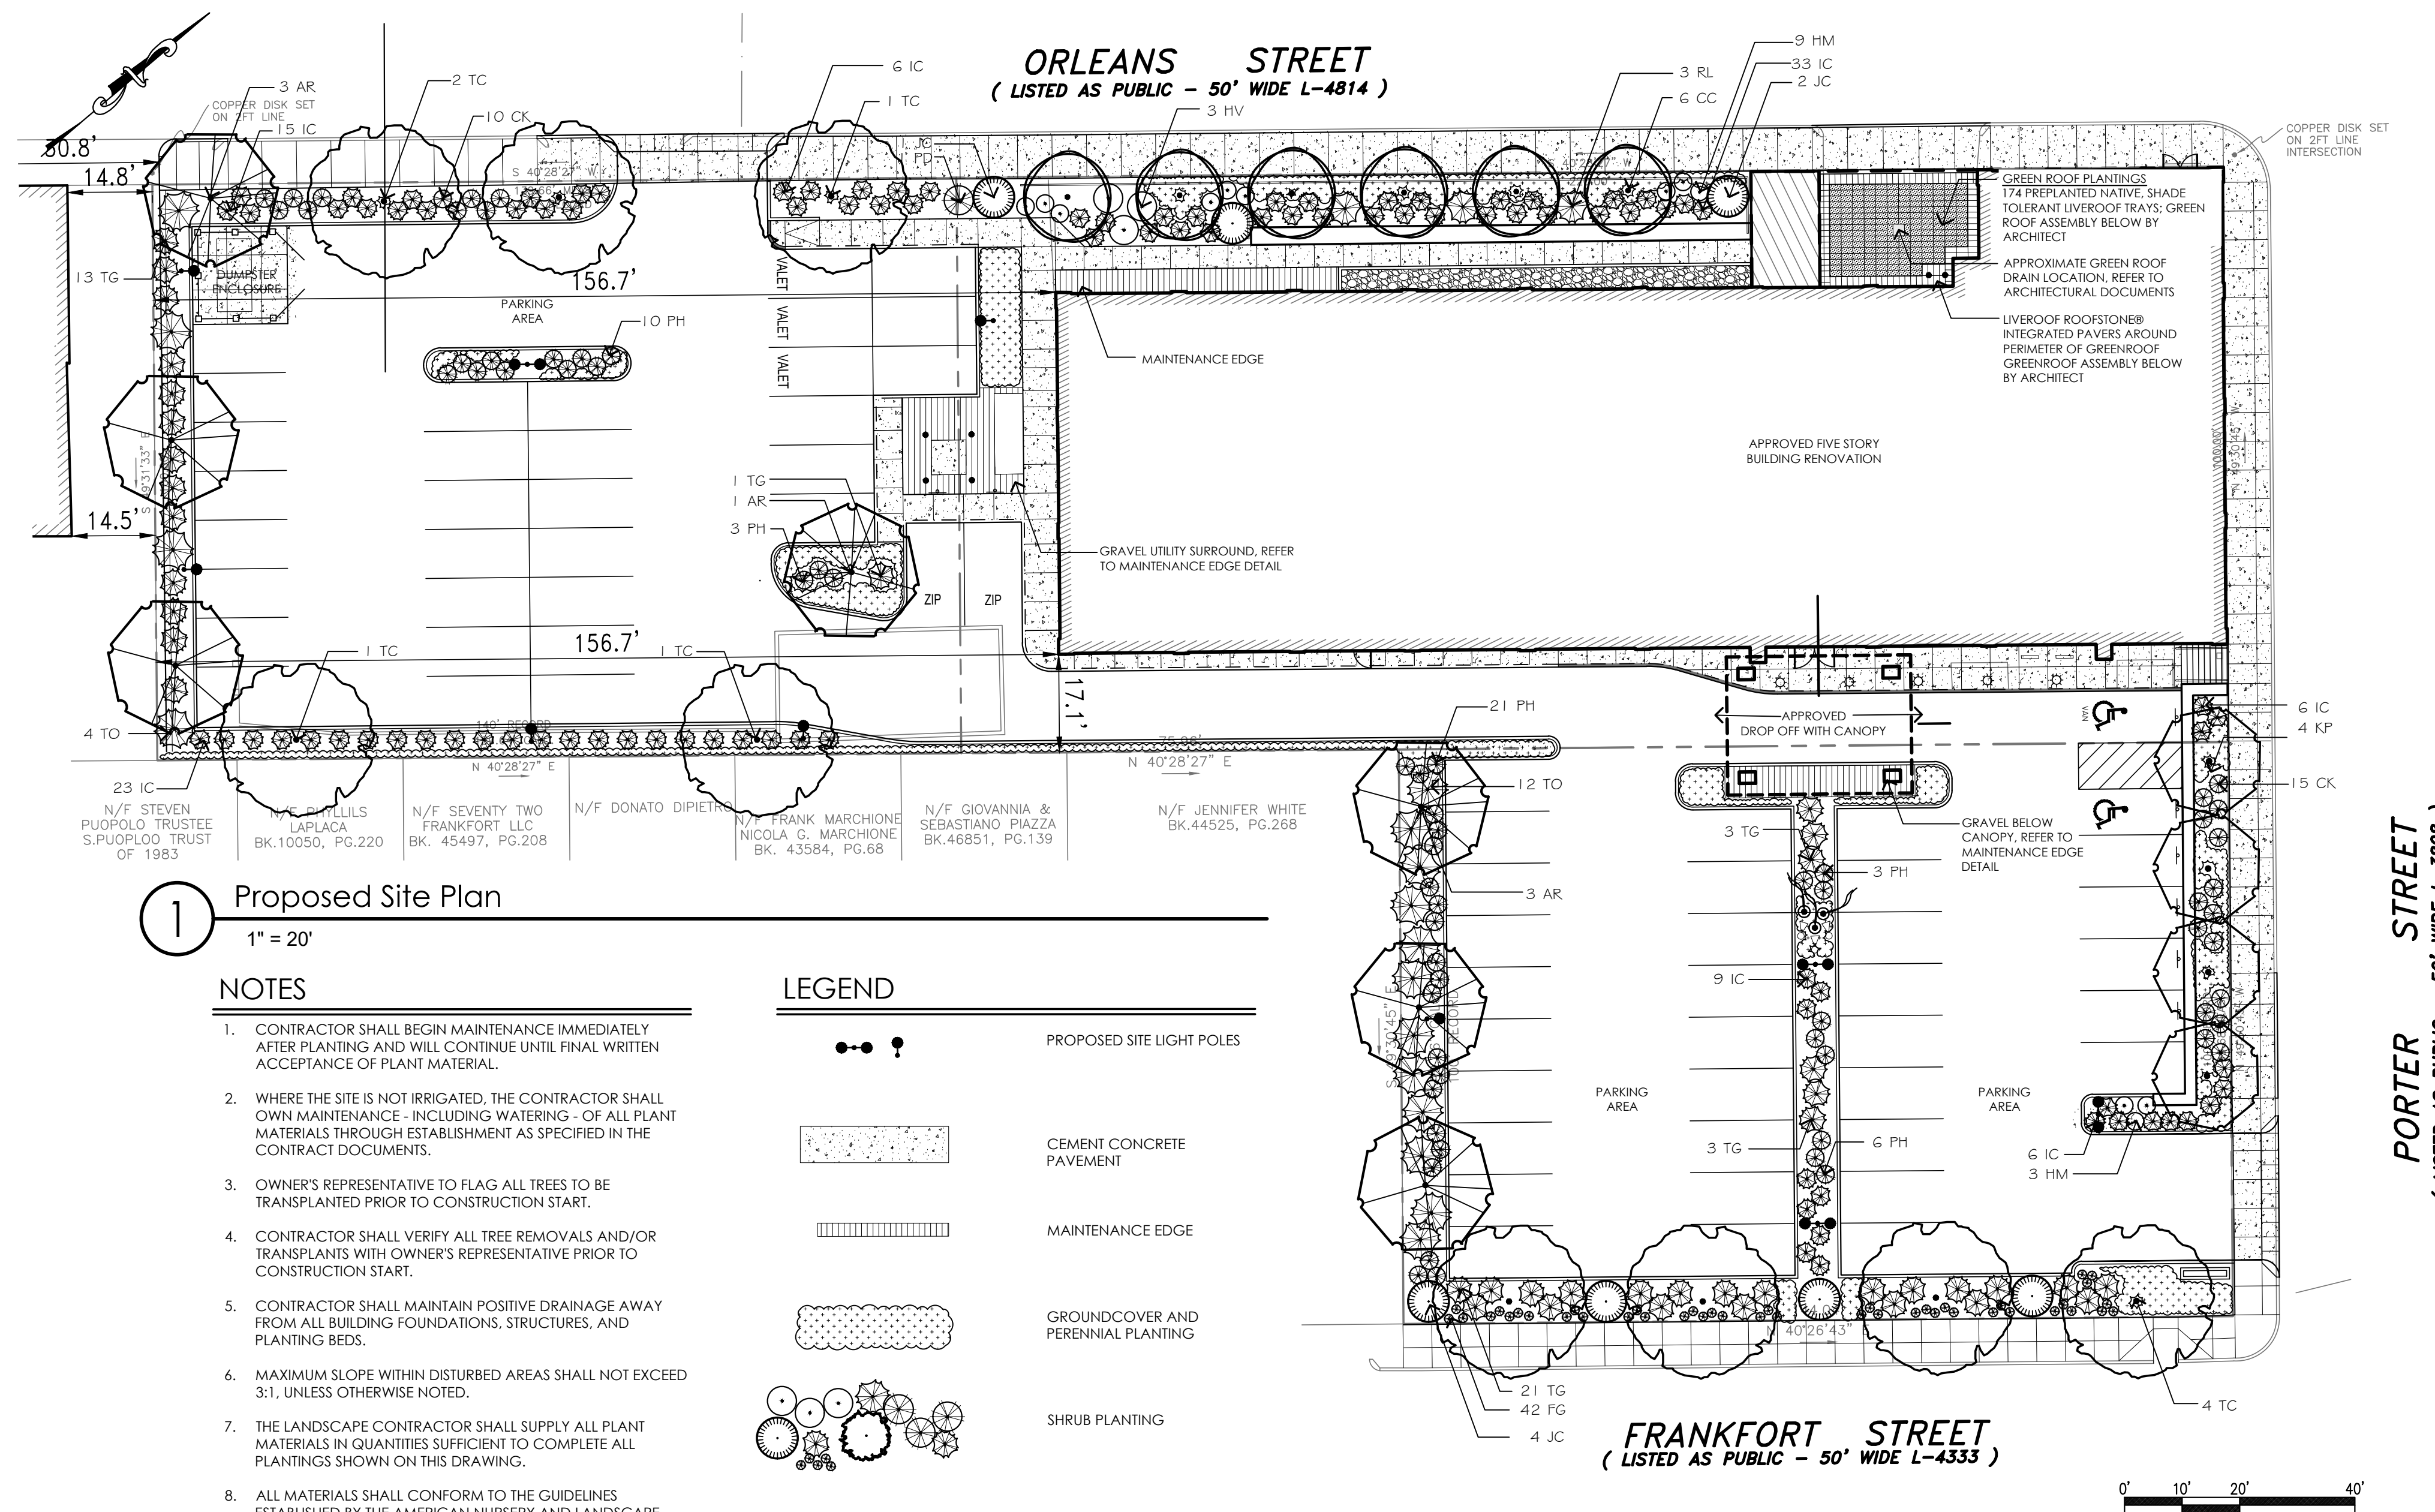 ORLEANS STREET
( LISTED AS PUBLIC - 50' WIDE L-4814 )
3 AR
COPPER DISK SET
ON 2FT LINE
15 IC
2 TC
10 CK
6 IC
1 TC
3 HV
3 RL
6 CC
9 HM
33 IC
2 JC
COPPER DISK SET
ON 2FT LINE
INTERSECTION
14.8'
S 40°28'27" W
JC
PD
13 TG
DUMPSTER
ENCLOSURE
156.7'
PARKING
AREA
10 PH
VALET
VALET
VALET
MAINTENANCE EDGE
GREEN ROOF PLANTINGS
174 PREPLANTED NATIVE, SHADE
TOLERANT LIVEROOF TRAYS; GREEN
ROOF ASSEMBLY BELOW BY
ARCHITECT
APPROXIMATE GREEN ROOF
DRAIN LOCATION, REFER TO
ARCHITECTURAL DOCUMENTS
LIVEROOF ROOFSTONE®
INTEGRATED PAVERS AROUND
PERIMETER OF GREENROOF
GREENROOF ASSEMBLY BELOW
BY ARCHITECT
APPROVED FIVE STORY
BUILDING RENOVATION
14.5'
1 TG
1 AR
3 PH
GRAVEL UTILITY SURROUND, REFER
TO MAINTENANCE EDGE DETAIL
ZIP
ZIP
156.7'
1 TC
1 TC
17.1'
4 TO
23 IC
140' RECORD
N 40°28'27" E
N 40°28'27" E
N/F STEVEN
PUOPOLO TRUSTEE
S.PUOPLOO TRUST
OF 1983
N/F PHYLLILS
LAPLACA
BK.10050, PG.220
N/F SEVENTY TWO
FRANKFORT LLC
BK. 45497, PG.208
N/F DONATO DIPIETRO
N/F FRANK MARCHIONE
NICOLA G. MARCHIONE
BK. 43584, PG.68
N/F GIOVANNIA &
SEBASTIANO PIAZZA
BK.46851, PG.139
N/F JENNIFER WHITE
BK.44525, PG.268
21 PH
12 TO
3 AR
APPROVED
DROP OFF WITH CANOPY
VAN
6 IC
4 KP
15 CK
GRAVEL BELOW
CANOPY, REFER TO
MAINTENANCE EDGE
DETAIL
3 TG
3 PH
9 IC
PARKING
AREA
PARKING
AREA
3 TG
6 PH
6 IC
3 HM
PORTER STREET
N 40°26'43"
21 TG
42 FG
4 JC
4 TC
FRANKFORT STREET
( LISTED AS PUBLIC - 50' WIDE L-4333 )
0' 10' 20' 40'
1
Proposed Site Plan
1" = 20'
NOTES
1. CONTRACTOR SHALL BEGIN MAINTENANCE IMMEDIATELY
AFTER PLANTING AND WILL CONTINUE UNTIL FINAL WRITTEN
ACCEPTANCE OF PLANT MATERIAL.
2. WHERE THE SITE IS NOT IRRIGATED, THE CONTRACTOR SHALL
OWN MAINTENANCE - INCLUDING WATERING - OF ALL PLANT
MATERIALS THROUGH ESTABLISHMENT AS SPECIFIED IN THE
CONTRACT DOCUMENTS.
3. OWNER'S REPRESENTATIVE TO FLAG ALL TREES TO BE
TRANSPLANTED PRIOR TO CONSTRUCTION START.
4. CONTRACTOR SHALL VERIFY ALL TREE REMOVALS AND/OR
TRANSPLANTS WITH OWNER'S REPRESENTATIVE PRIOR TO
CONSTRUCTION START.
5. CONTRACTOR SHALL MAINTAIN POSITIVE DRAINAGE AWAY
FROM ALL BUILDING FOUNDATIONS, STRUCTURES, AND
PLANTING BEDS.
6. MAXIMUM SLOPE WITHIN DISTURBED AREAS SHALL NOT EXCEED
3:1, UNLESS OTHERWISE NOTED.
7. THE LANDSCAPE CONTRACTOR SHALL SUPPLY ALL PLANT
MATERIALS IN QUANTITIES SUFFICIENT TO COMPLETE ALL
PLANTINGS SHOWN ON THIS DRAWING.
8. ALL MATERIALS SHALL CONFORM TO THE GUIDELINES
ESTABLISHED BY THE AMERICAN NURSERY AND LANDSCAPE
LEGEND
PROPOSED SITE LIGHT POLES
CEMENT CONCRETE
PAVEMENT
MAINTENANCE EDGE
GROUNDCOVER AND
PERENNIAL PLANTING
SHRUB PLANTING